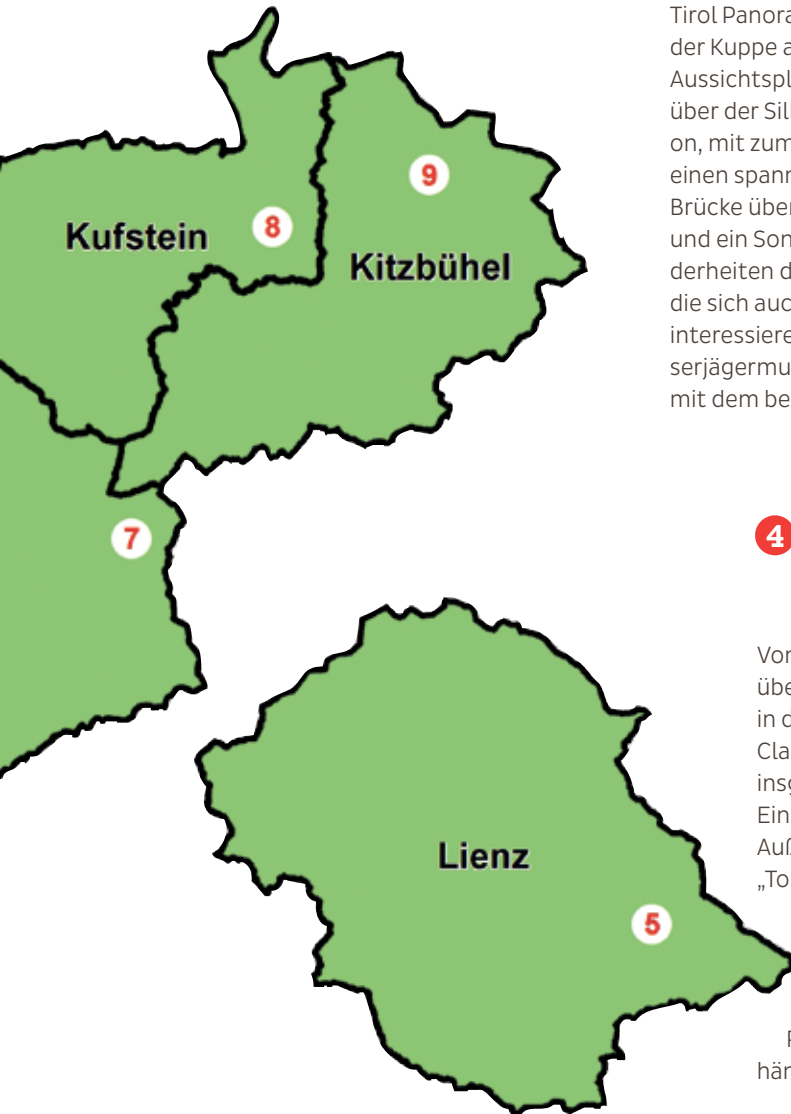 Kufstein
8
9
Kitzbühel
7
Lienz
5
Tirol Panora
der Kuppe a
Aussichtspl
über der Sil
on, mit zum
einen spann
Brücke über
und ein Son
derheiten d
die sich auc
interessiere
serjägermu
mit dem be
4
Vor
übe
in d
Cla
insg
Ein
Auß
„To
P
här